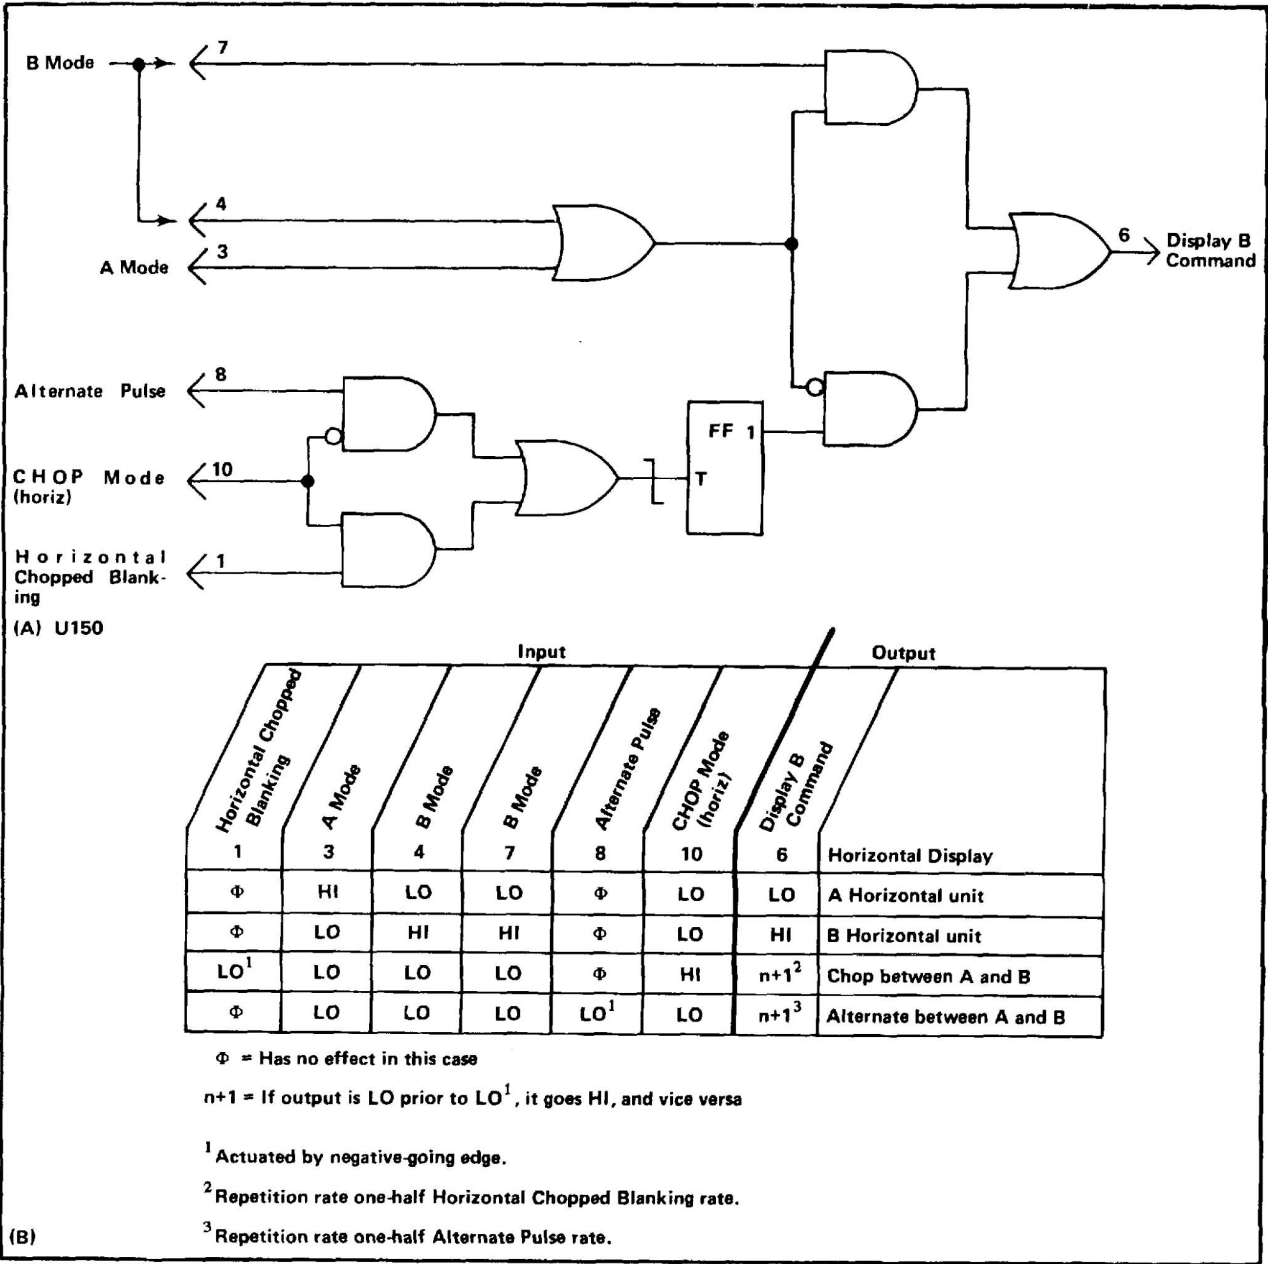 7
B Mode
4
3
A Mode
6
Display B
Command
8
Alternate Pulse
FF 1
T
10
CHOP Mode
(horiz)
1
Horizontal
Chopped Blank-
ing
(A) U150
Input Output
Horizontal Chopped
Blanking
A Mode
B Mode
B Mode
Alternate Pulse
CHOP Mode
(horiz)
Display B
Command
1 3 4 7 8 10 6 Horizontal Display
Φ HI LO LO Φ LO LO A Horizontal unit
Φ LO HI HI Φ LO HI B Horizontal unit
LO¹ LO LO LO Φ HI n+1² Chop between A and B
Φ LO LO LO LO¹ LO n+1³ Alternate between A and B
Φ = Has no effect in this case
n+1 = If output is LO prior to LO¹, it goes HI, and vice versa
¹ Actuated by negative-going edge.
² Repetition rate one-half Horizontal Chopped Blanking rate.
³ Repetition rate one-half Alternate Pulse rate.
(B)